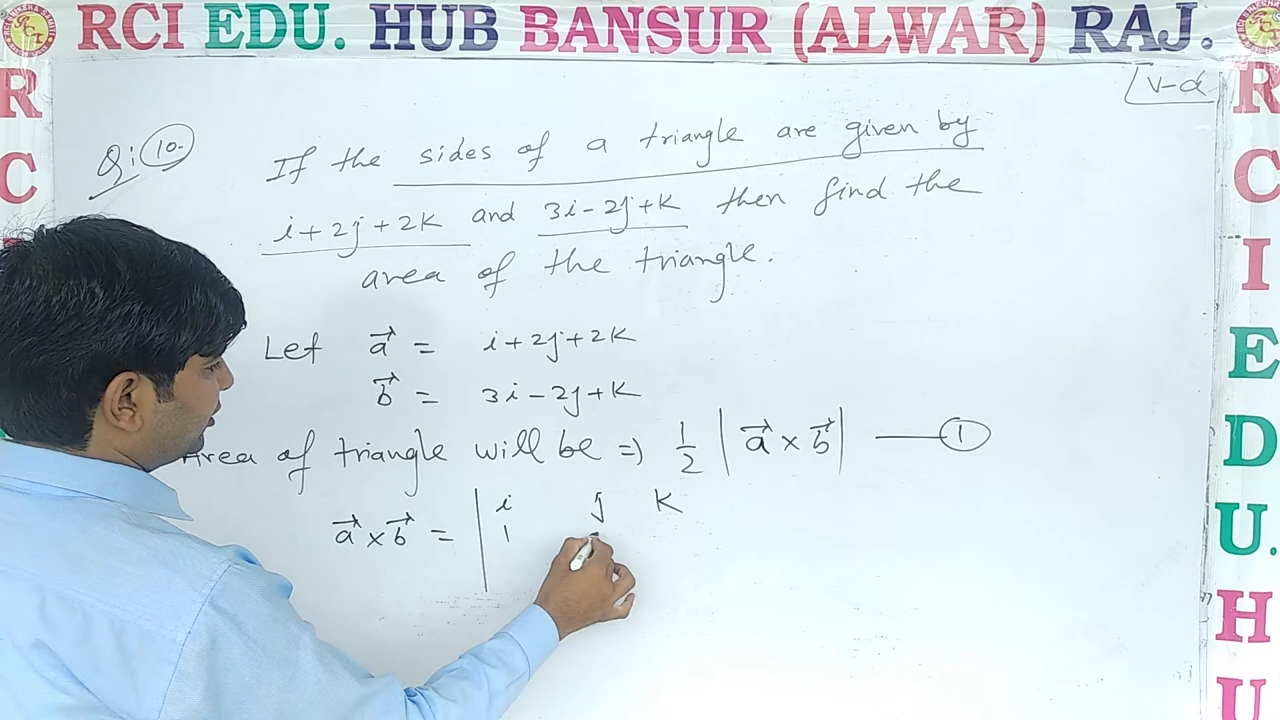 RCI EDU. HUB BANSUR (ALWAR) RAJ.
Q: 10.
If the sides of a triangle are given by
i + 2j + 2k and 3i - 2j + k then find the
area of the triangle.
Let a⃗ = i + 2j + 2k
b⃗ = 3i - 2j + k
Area of triangle will be ⇒ 1/2 | a⃗ × b⃗ | — 1
a⃗ × b⃗ = | i j k
1
R
C
R
C
I
E
D
U.
H
U